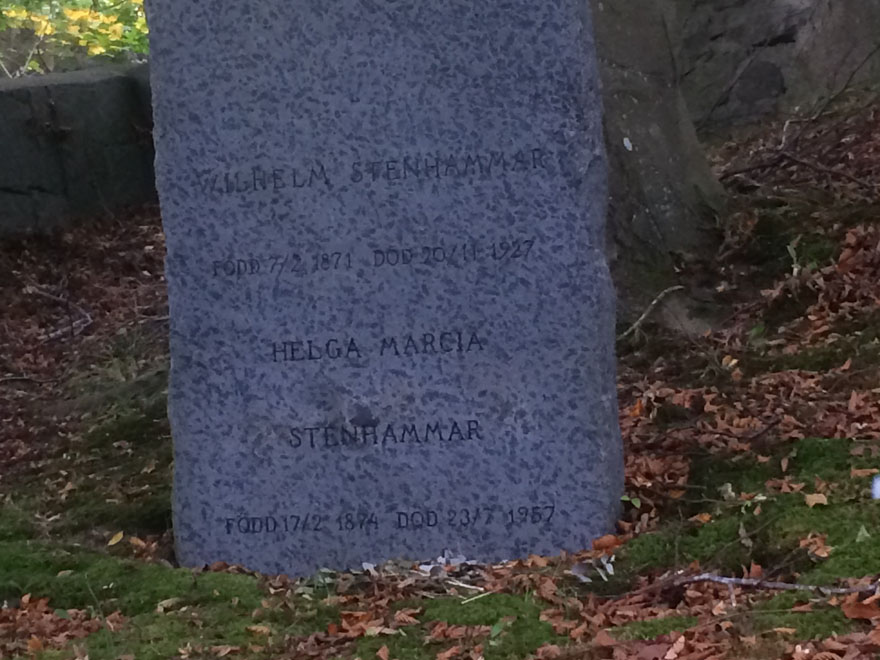 WILHELM STENHAMMAR
FÖDD 7/2 1871 DÖD 20/11 1927
HELGA MARCIA
STENHAMMAR
FÖDD 17/2 1874 DÖD 23/7 1957